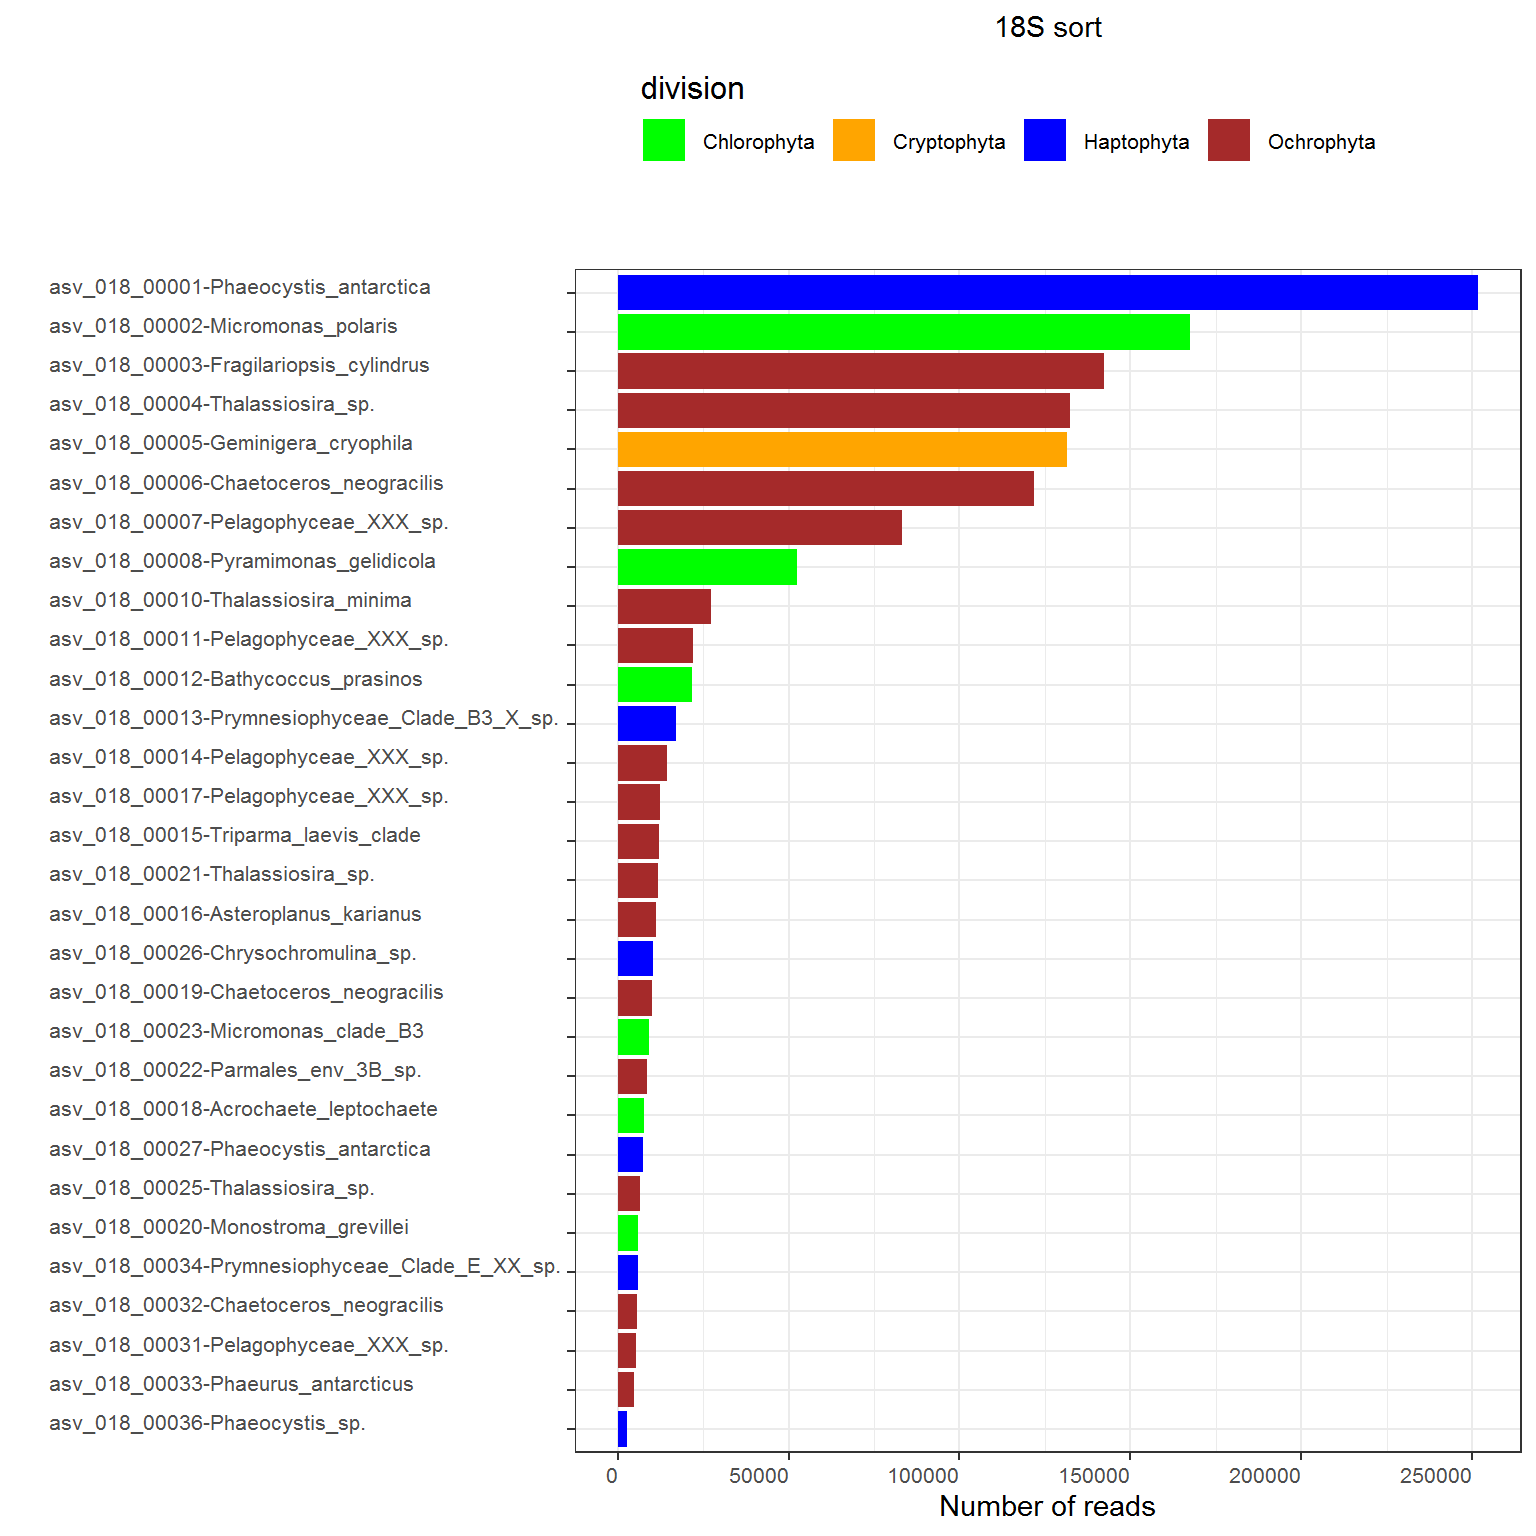 18S sort
division
Chlorophyta Cryptophyta Haptophyta Ochrophyta
asv_018_00001-Phaeocystis_antarctica
asv_018_00002-Micromonas_polaris
asv_018_00003-Fragilariopsis_cylindrus
asv_018_00004-Thalassiosira_sp.
asv_018_00005-Geminigera_cryophila
asv_018_00006-Chaetoceros_neogracilis
asv_018_00007-Pelagophyceae_XXX_sp.
asv_018_00008-Pyramimonas_gelidicola
asv_018_00010-Thalassiosira_minima
asv_018_00011-Pelagophyceae_XXX_sp.
asv_018_00012-Bathycoccus_prasinos
asv_018_00013-Prymnesiophyceae_Clade_B3_X_sp.
asv_018_00014-Pelagophyceae_XXX_sp.
asv_018_00017-Pelagophyceae_XXX_sp.
asv_018_00015-Triparma_laevis_clade
asv_018_00021-Thalassiosira_sp.
asv_018_00016-Asteroplanus_karianus
asv_018_00026-Chrysochromulina_sp.
asv_018_00019-Chaetoceros_neogracilis
asv_018_00023-Micromonas_clade_B3
asv_018_00022-Parmales_env_3B_sp.
asv_018_00018-Acrochaete_leptochaete
asv_018_00027-Phaeocystis_antarctica
asv_018_00025-Thalassiosira_sp.
asv_018_00020-Monostroma_grevillei
asv_018_00034-Prymnesiophyceae_Clade_E_XX_sp.
asv_018_00032-Chaetoceros_neogracilis
asv_018_00031-Pelagophyceae_XXX_sp.
asv_018_00033-Phaeurus_antarcticus
asv_018_00036-Phaeocystis_sp.
0 50000 100000 150000 200000 250000
Number of reads